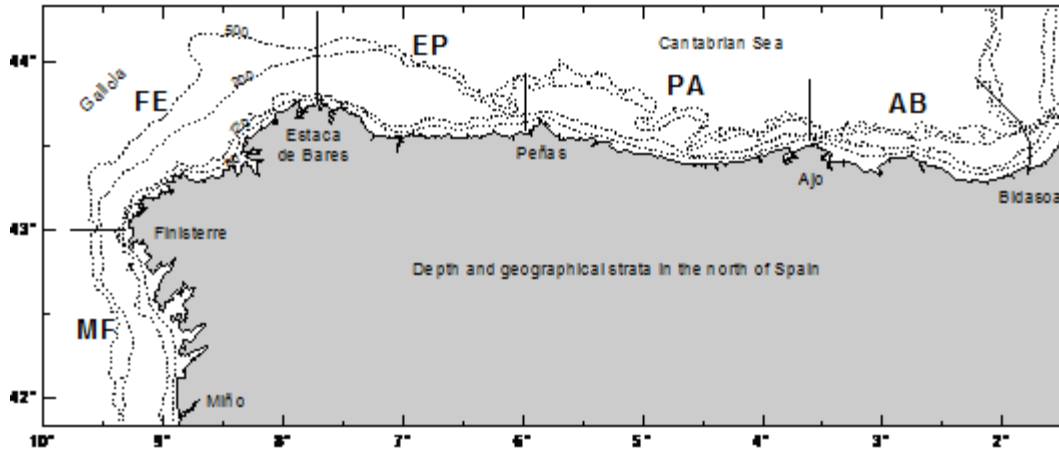 44°
43°
42°
500
200
Galicia
FE
EP
Cantabrian Sea
PA
AB
Estaca
de Bares
Peñas
Ajo
Bidasoa
Finisterre
Depth and geographical strata in the north of Spain
MF
Miño
10° 9° 8° 7° 6° 5° 4° 3° 2°